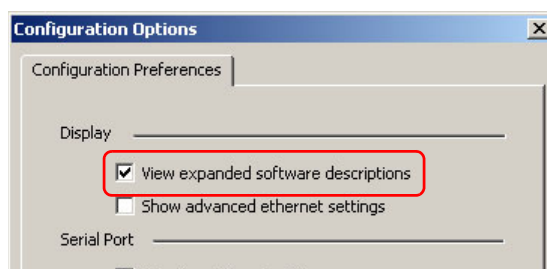 Configuration Options
Configuration Preferences
Display
View expanded software descriptions
Show advanced ethernet settings
Serial Port